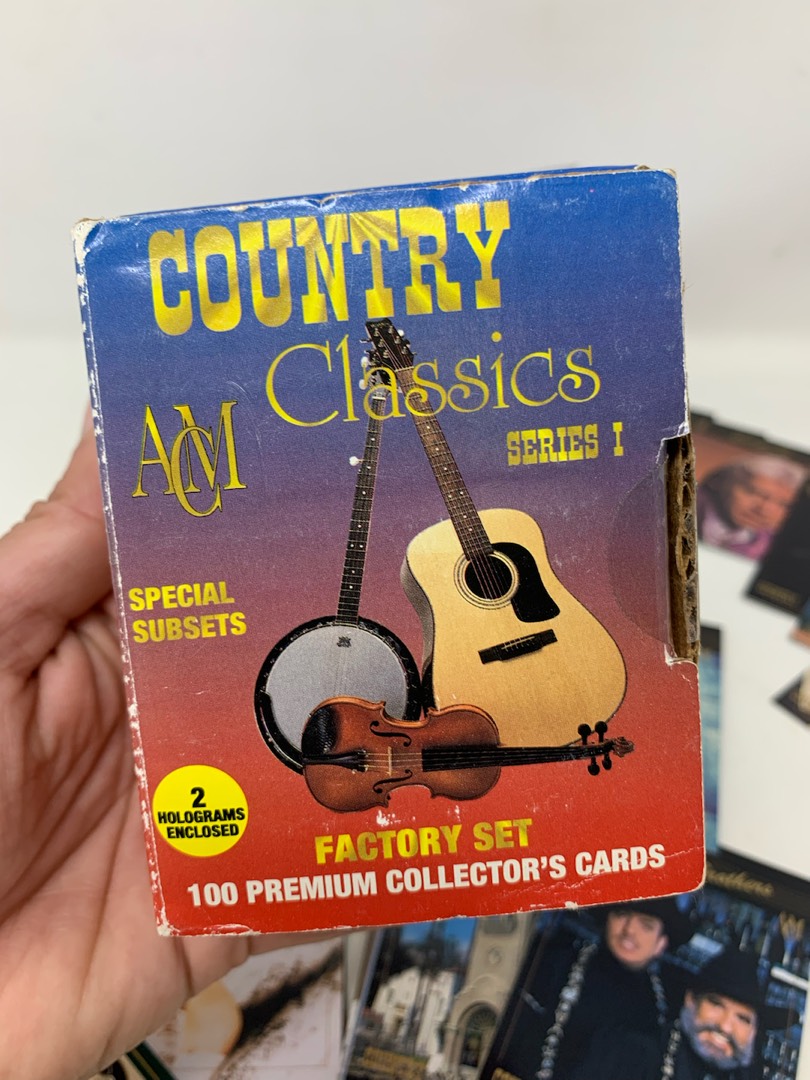 COUNTRY
Classics
SERIES I
ACM
SPECIAL
SUBSETS
2
HOLOGRAMS
ENCLOSED
FACTORY SET
100 PREMIUM COLLECTOR'S CARDS